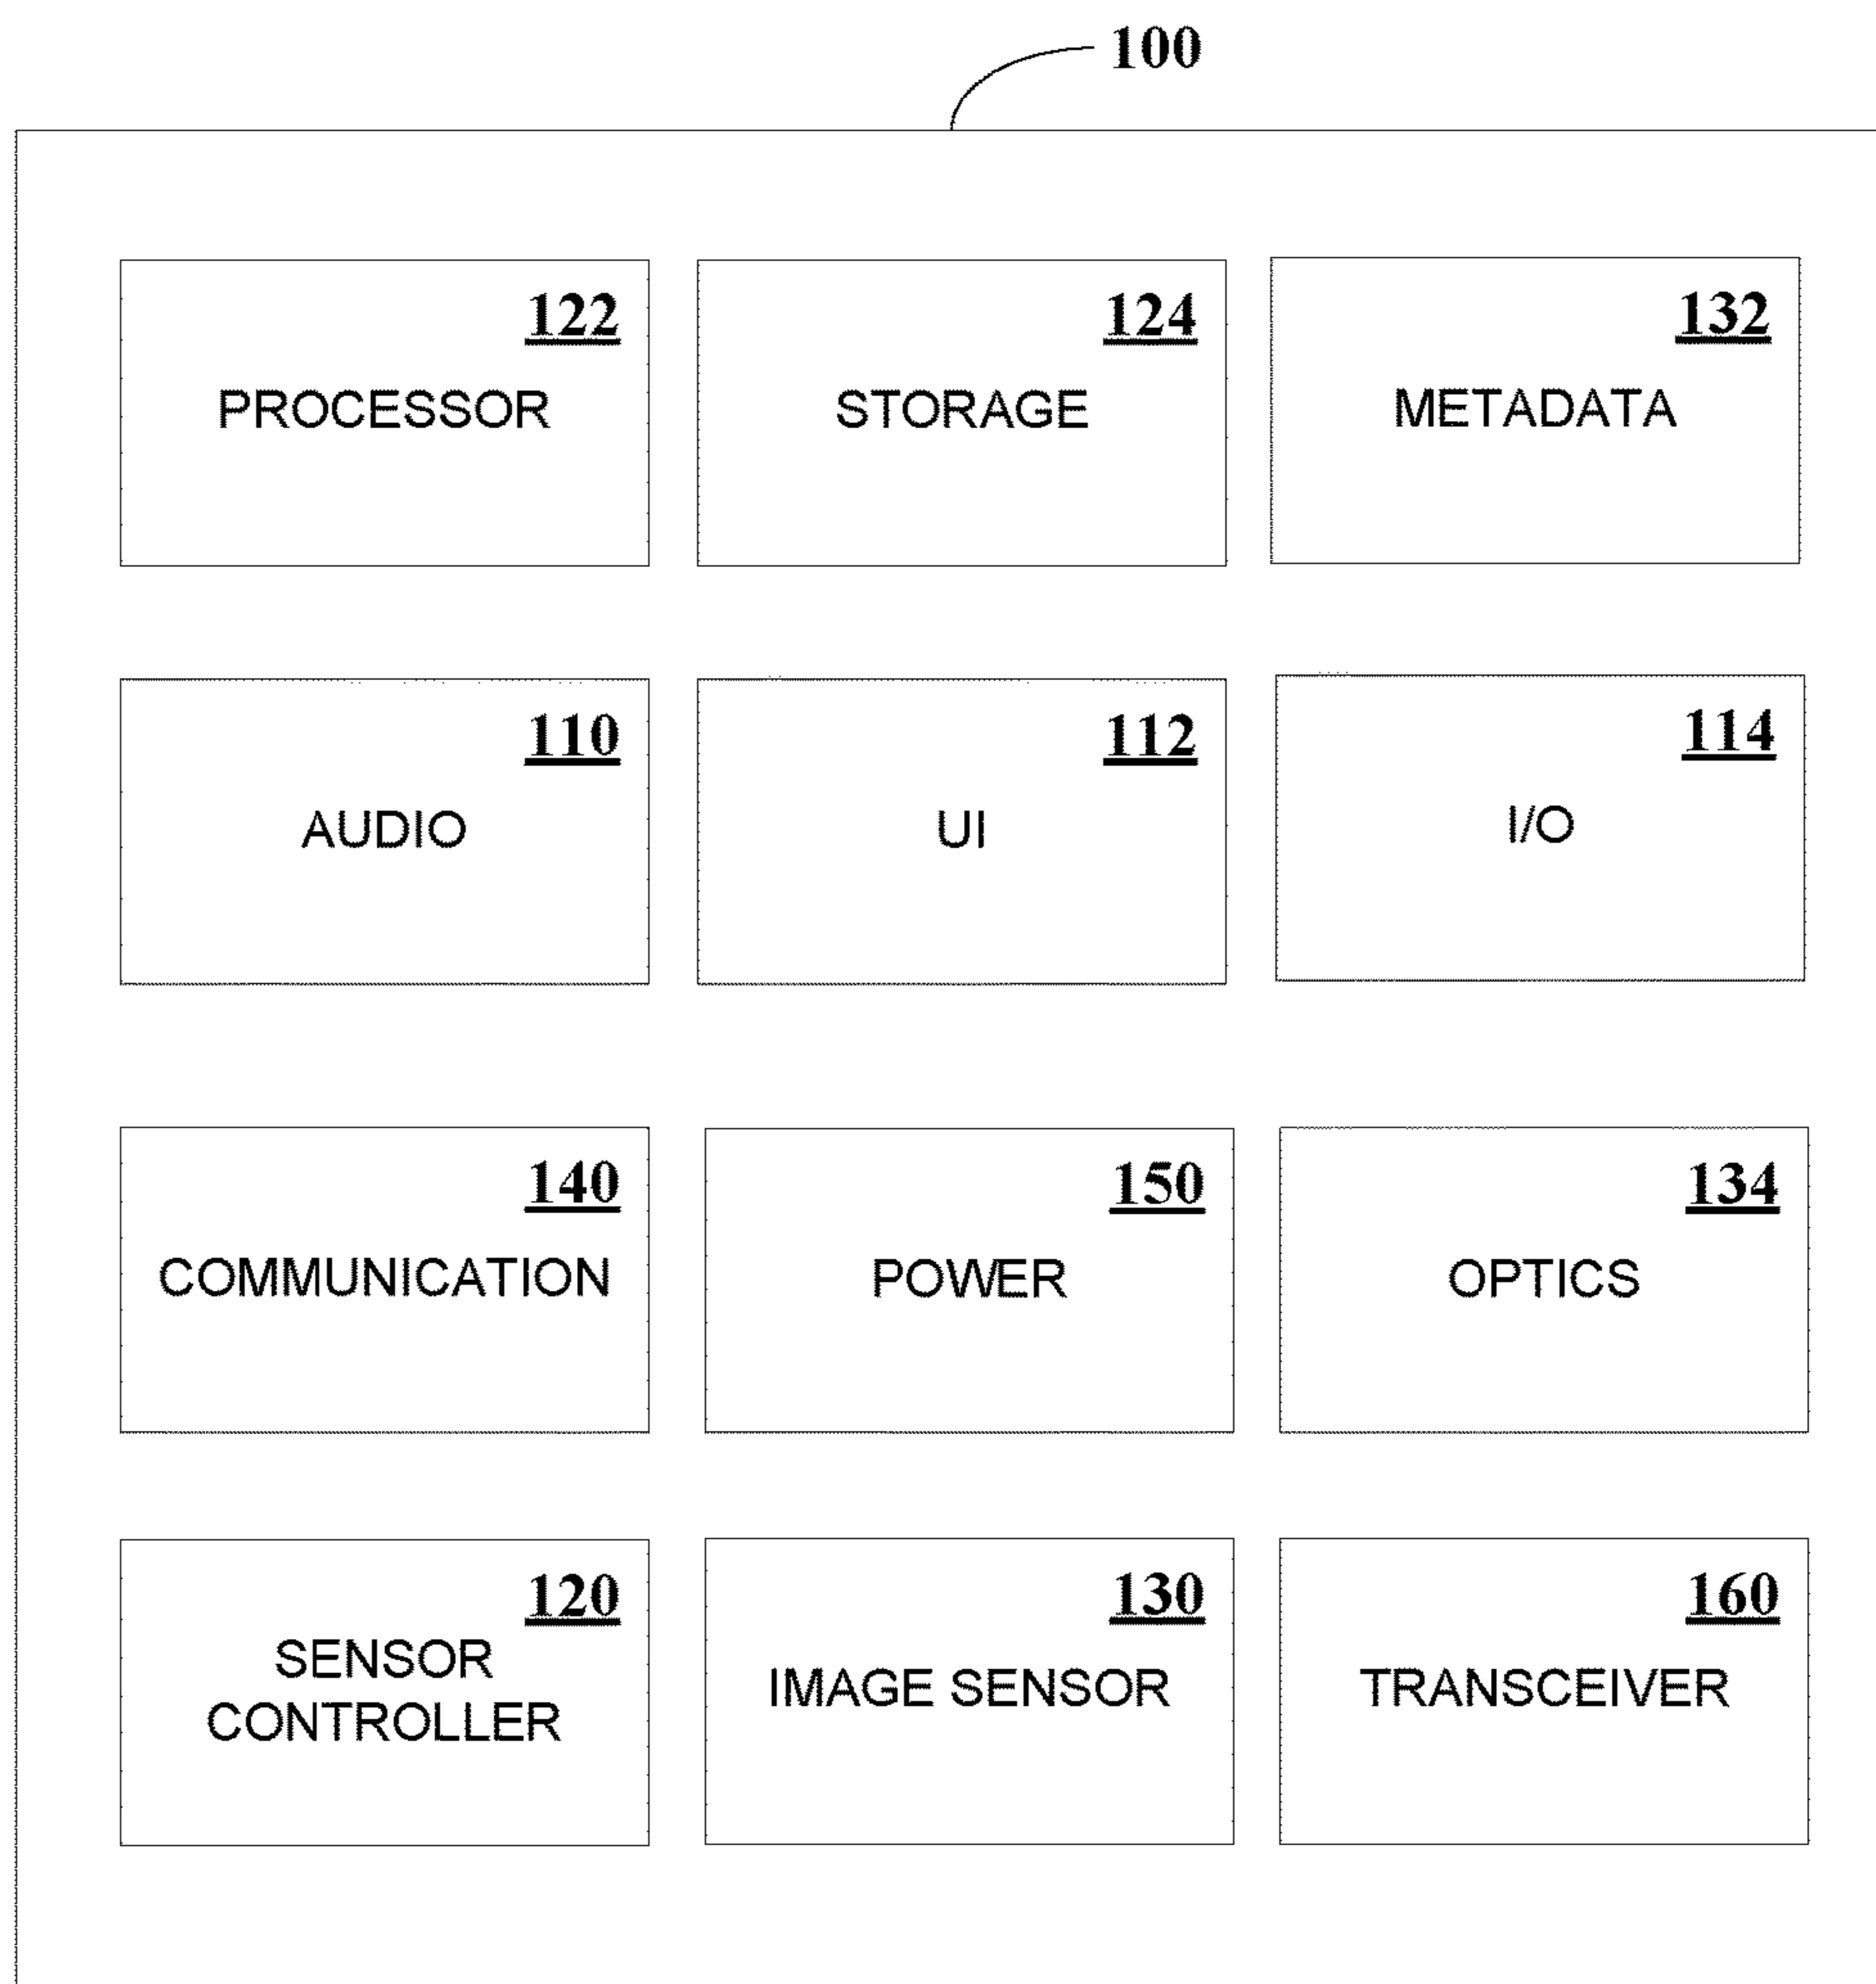 100
122
PROCESSOR
124
STORAGE
132
METADATA
110
AUDIO
112
UI
114
I/O
140
COMMUNICATION
150
POWER
134
OPTICS
120
SENSOR
CONTROLLER
130
IMAGE SENSOR
160
TRANSCEIVER